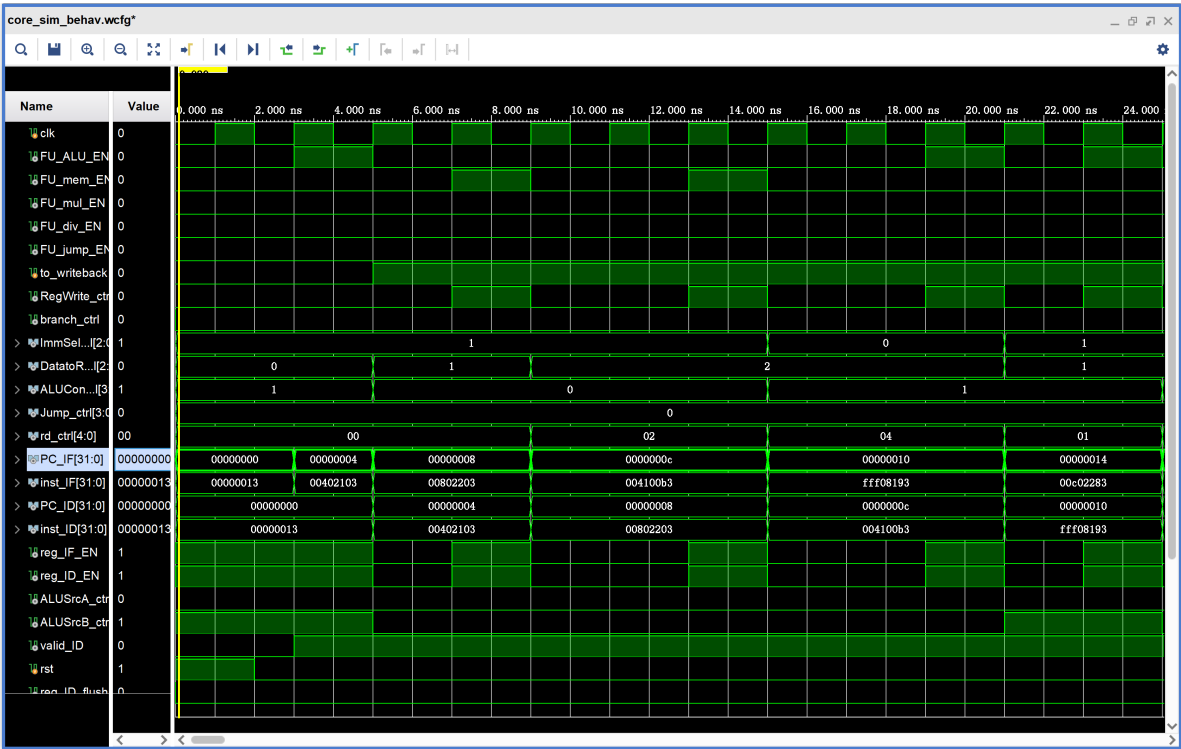 core_sim_behav.wcfg*
Name Value
0.000 ns 2.000 ns 4.000 ns 6.000 ns 8.000 ns 10.000 ns 12.000 ns 14.000 ns 16.000 ns 18.000 ns 20.000 ns 22.000 ns 24.000
clk 0
FU_ALU_EN 0
FU_mem_EN 0
FU_mul_EN 0
FU_div_EN 0
FU_jump_EN 0
to_writeback 0
RegWrite_ctr 0
branch_ctrl 0
ImmSel...l[2:0 1 1 0 1
DatatoR...l[2: 0 0 1 2 1
ALUCon...l[3 1 1 0 1
Jump_ctrl[3:0 0 0
rd_ctrl[4:0] 00 00 02 04 01
PC_IF[31:0] 00000000 00000000 00000004 00000008 0000000c 00000010 00000014
inst_IF[31:0] 00000013 00000013 00402103 00802203 004100b3 fff08193 00c02283
PC_ID[31:0] 00000000 00000000 00000004 00000008 0000000c 00000010
inst_ID[31:0] 00000013 00000013 00402103 00802203 004100b3 fff08193
reg_IF_EN 1
reg_ID_EN 1
ALUSrcA_ctr 0
ALUSrcB_ctr 1
valid_ID 0
rst 1
reg_ID_flush 0